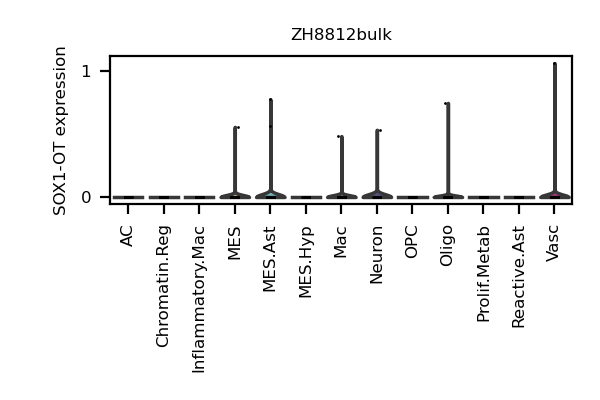 ZH8812bulk
SOX1-OT expression
1
0
AC
Chromatin.Reg
Inflammatory.Mac
MES
MES.Ast
MES.Hyp
Mac
Neuron
OPC
Oligo
Prolif.Metab
Reactive.Ast
Vasc